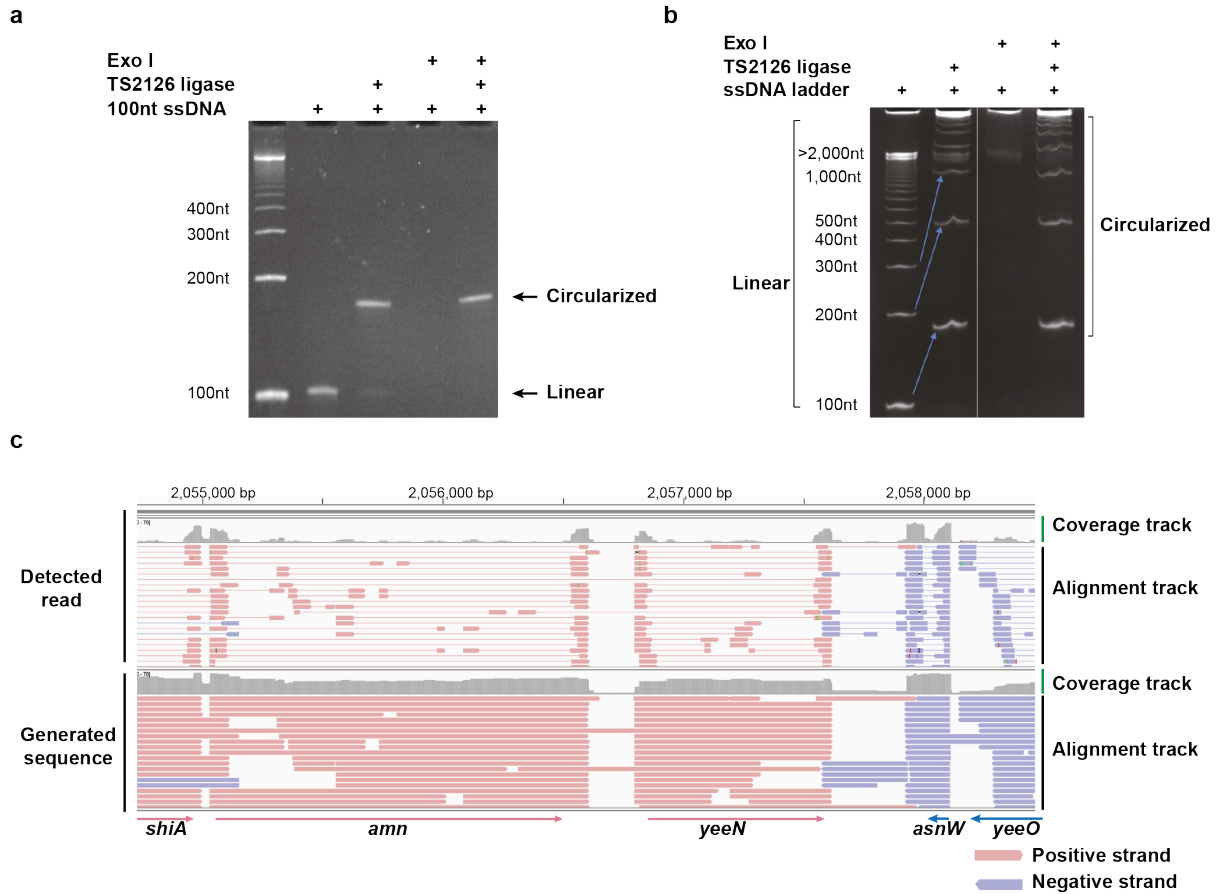 a
Exo I + +
TS2126 ligase + +
100nt ssDNA + + + +
400nt
300nt
200nt
100nt
Circularized
Linear
b
Exo I + +
TS2126 ligase + +
ssDNA ladder + + + +
Linear
>2,000nt
1,000nt
500nt
400nt
300nt
200nt
100nt
Circularized
c
2,055,000 bp 2,056,000 bp 2,057,000 bp 2,058,000 bp
Detected
read
Coverage track
Alignment track
Generated
sequence
Coverage track
Alignment track
shiA amn yeeN asnW yeeO
Positive strand
Negative strand